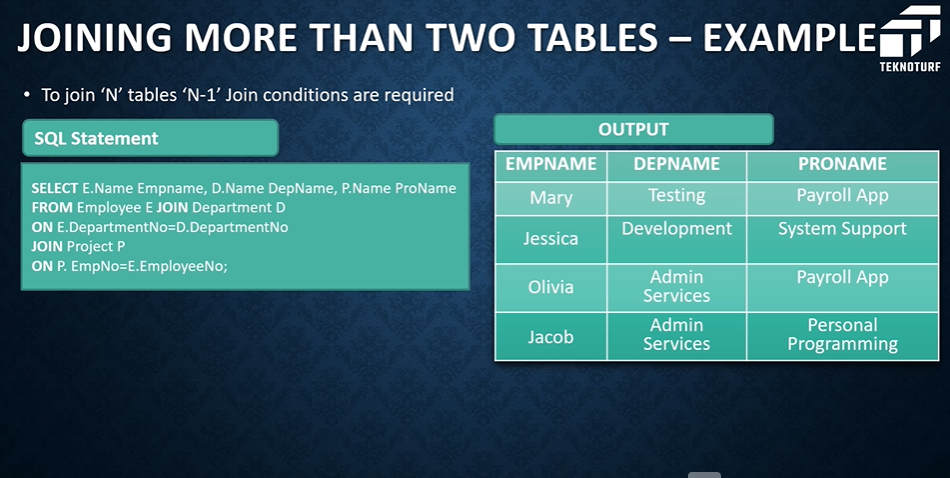 JOINING MORE THAN TWO TABLES – EXAMPLE
TEKNOTURF
• To join ‘N’ tables ‘N-1’ Join conditions are required
SQL Statement
SELECT E.Name Empname, D.Name DepName, P.Name ProName
FROM Employee E JOIN Department D
ON E.DepartmentNo=D.DepartmentNo
JOIN Project P
ON P. EmpNo=E.EmployeeNo;
OUTPUT
EMPNAME DEPNAME PRONAME
Mary Testing Payroll App
Jessica Development System Support
Olivia Admin Services Payroll App
Jacob Admin Services Personal Programming